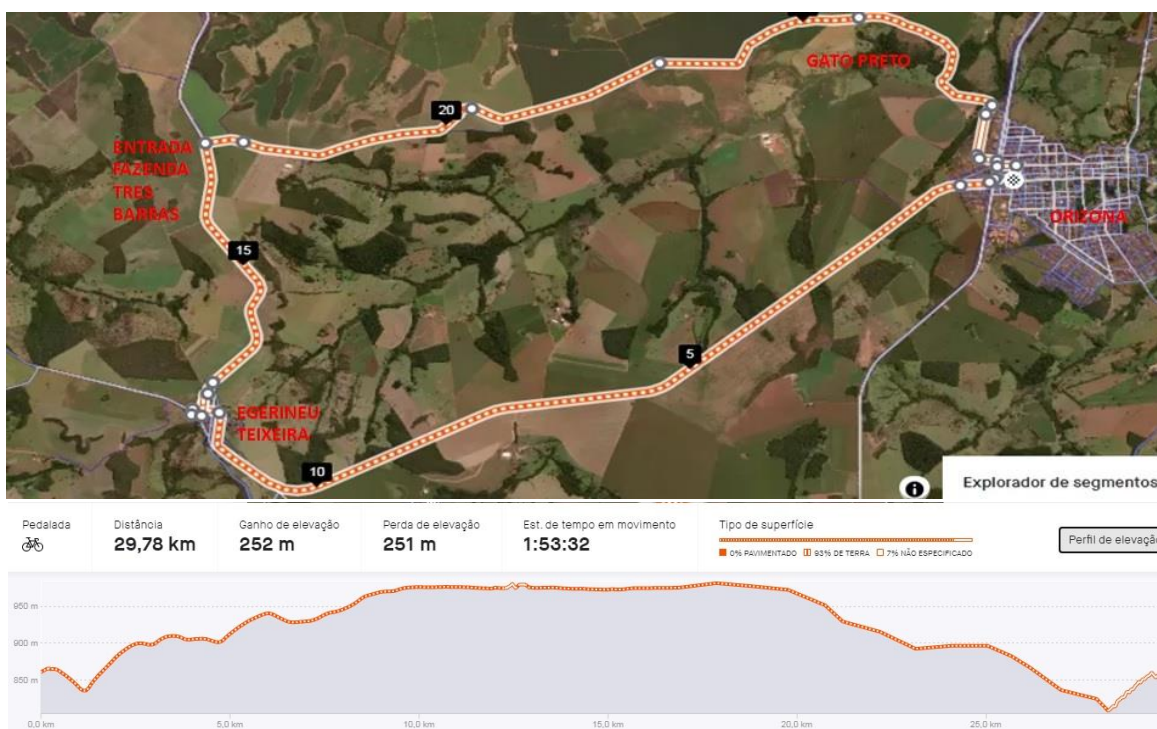 GATO PRETO
20
ENTRADA
FAZENDA
TRES
BARRAS
ORIZONA
15
5
EGERINEU
TEIXEIRA
10
i
Explorador de segmentos
Pedalada
Distância
Ganho de elevação
Perda de elevação
Est. de tempo em movimento
Tipo de superfície
29,78 km
252 m
251 m
1:53:32
0% PAVIMENTADO
93% DE TERRA
7% NÃO ESPECIFICADO
Perfil de elevação
950 m
900 m
850 m
0,0 km
5,0 km
10,0 km
15,0 km
20,0 km
25,0 km